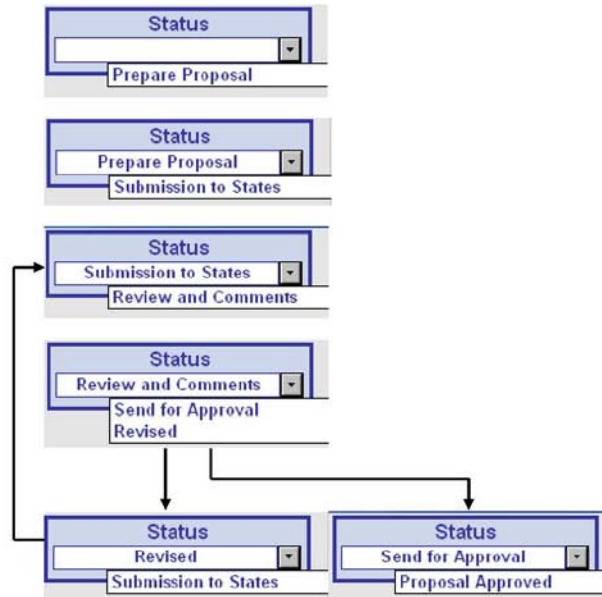 Status
Prepare Proposal
Status
Prepare Proposal
Submission to States
Status
Submission to States
Review and Comments
Status
Review and Comments
Send for Approval
Revised
Status
Revised
Submission to States
Status
Send for Approval
Proposal Approved